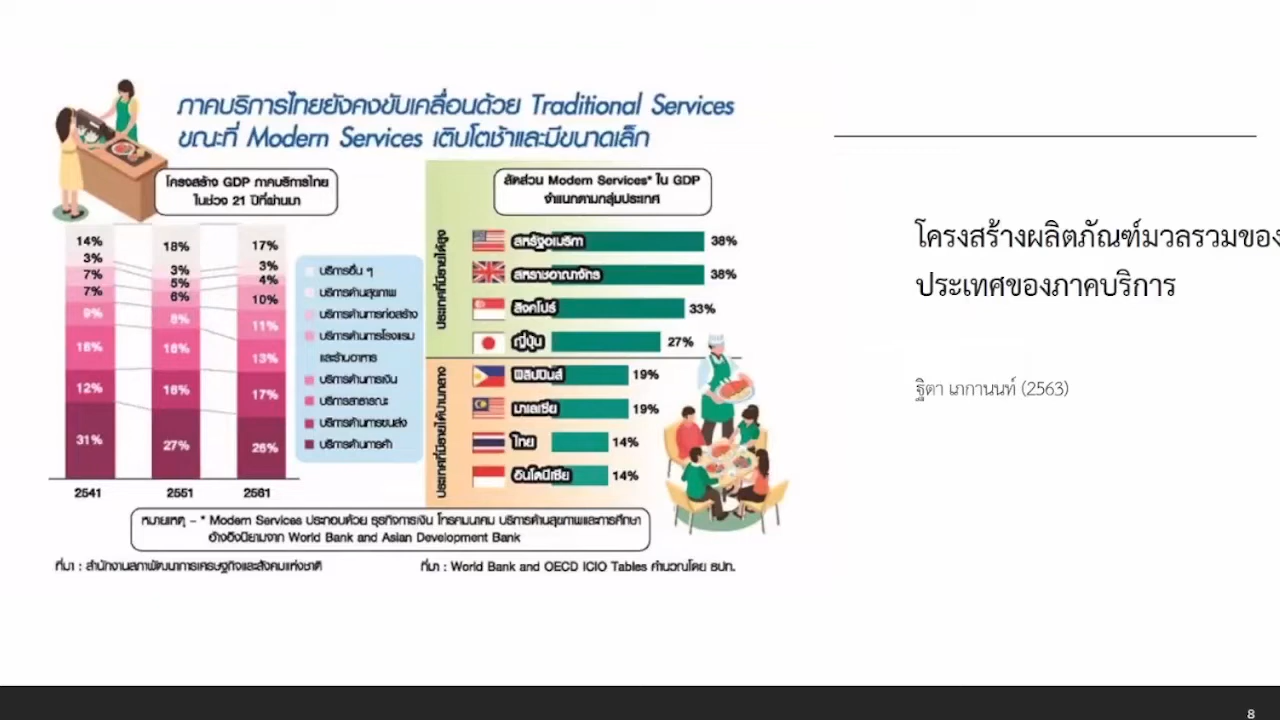 ภาคบริการไทยยังคงขับเคลื่อนด้วย Traditional Services
ขณะที่ Modern Services เติบโตช้าและมีขนาดเล็ก
โครงสร้าง GDP ภาคบริการไทย
ในช่วง 21 ปีที่ผ่านมา
14%
3%
7%
7%
9%
16%
12%
31%
2541
18%
3%
5%
6%
8%
16%
16%
27%
2551
17%
3%
4%
10%
11%
13%
17%
26%
2561
บริการอื่น ๆ
บริการด้านสุขภาพ
บริการด้านการก่อสร้าง
บริการด้านการโรงแรม
และร้านอาหาร
บริการด้านการเงิน
บริการสาธารณะ
บริการด้านการขนส่ง
บริการด้านการค้า
สัดส่วน Modern Services* ใน GDP
จำแนกตามกลุ่มประเทศ
ประเทศที่มีรายได้สูง
สหรัฐอเมริกา 38%
สหราชอาณาจักร 38%
สิงคโปร์ 33%
ญี่ปุ่น 27%
ประเทศที่มีรายได้ปานกลาง
ฟิลิปปินส์ 19%
มาเลเซีย 19%
ไทย 14%
อินโดนีเซีย 14%
หมายเหตุ – * Modern Services ประกอบด้วย ธุรกิจการเงิน โทรคมนาคม บริการด้านสุขภาพและการศึกษา
อ้างอิงนิยามจาก World Bank and Asian Development Bank
ที่มา : สำนักงานสภาพัฒนาการเศรษฐกิจและสังคมแห่งชาติ
ที่มา : World Bank and OECD ICIO Tables คำนวณโดย ธปท.
โครงสร้างผลิตภัณฑ์มวลรวมของ
ประเทศของภาคบริการ
ฐิตา เภกานนท์ (2563)
8